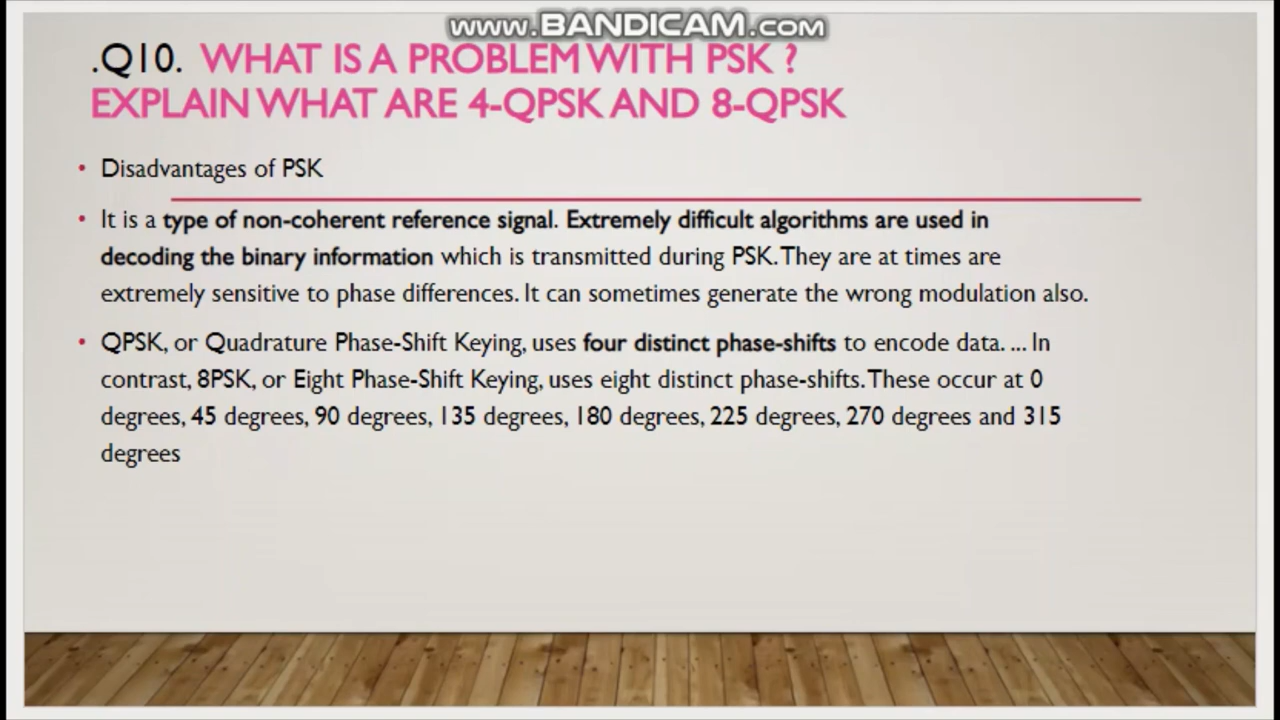 www.BANDICAM.com
.Q10. WHAT IS A PROBLEM WITH PSK ?
EXPLAIN WHAT ARE 4-QPSK AND 8-QPSK
• Disadvantages of PSK
• It is a type of non-coherent reference signal. Extremely difficult algorithms are used in
decoding the binary information which is transmitted during PSK. They are at times are
extremely sensitive to phase differences. It can sometimes generate the wrong modulation also.
• QPSK, or Quadrature Phase-Shift Keying, uses four distinct phase-shifts to encode data. ... In
contrast, 8PSK, or Eight Phase-Shift Keying, uses eight distinct phase-shifts. These occur at 0
degrees, 45 degrees, 90 degrees, 135 degrees, 180 degrees, 225 degrees, 270 degrees and 315
degrees